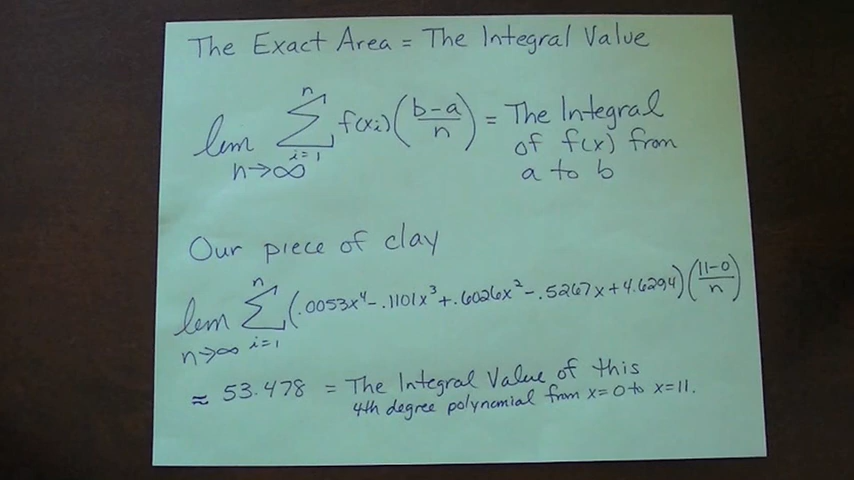 The Exact Area = The Integral Value
lim n→∞ n Σ i=1 f(xi) (b-a/n) = The Integral
of f(x) from
a to b
Our piece of clay
lim n→∞ n Σ i=1 (.0053x⁴ - .1101x³ + .6026x² - .5267x + 4.6294) (11-0/n)
≈ 53.478 = The Integral Value of this
4th degree polynomial from x=0 to x=11.